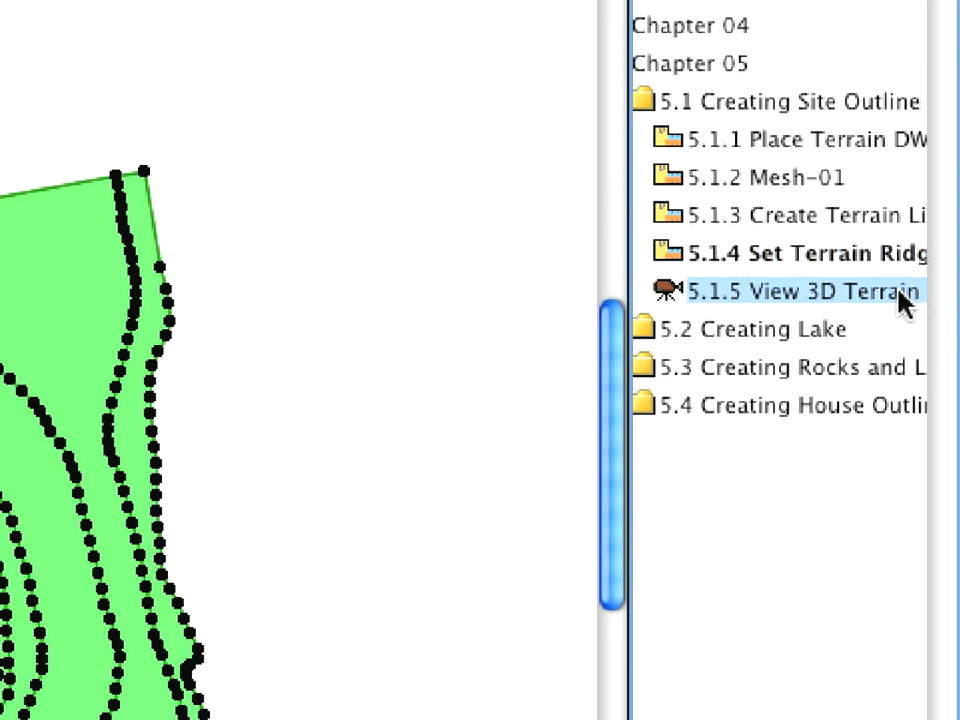 Chapter 04
Chapter 05
5.1 Creating Site Outline
5.1.1 Place Terrain DW
5.1.2 Mesh-01
5.1.3 Create Terrain Li
5.1.4 Set Terrain Ridg
5.1.5 View 3D Terrain
5.2 Creating Lake
5.3 Creating Rocks and L
5.4 Creating House Outli